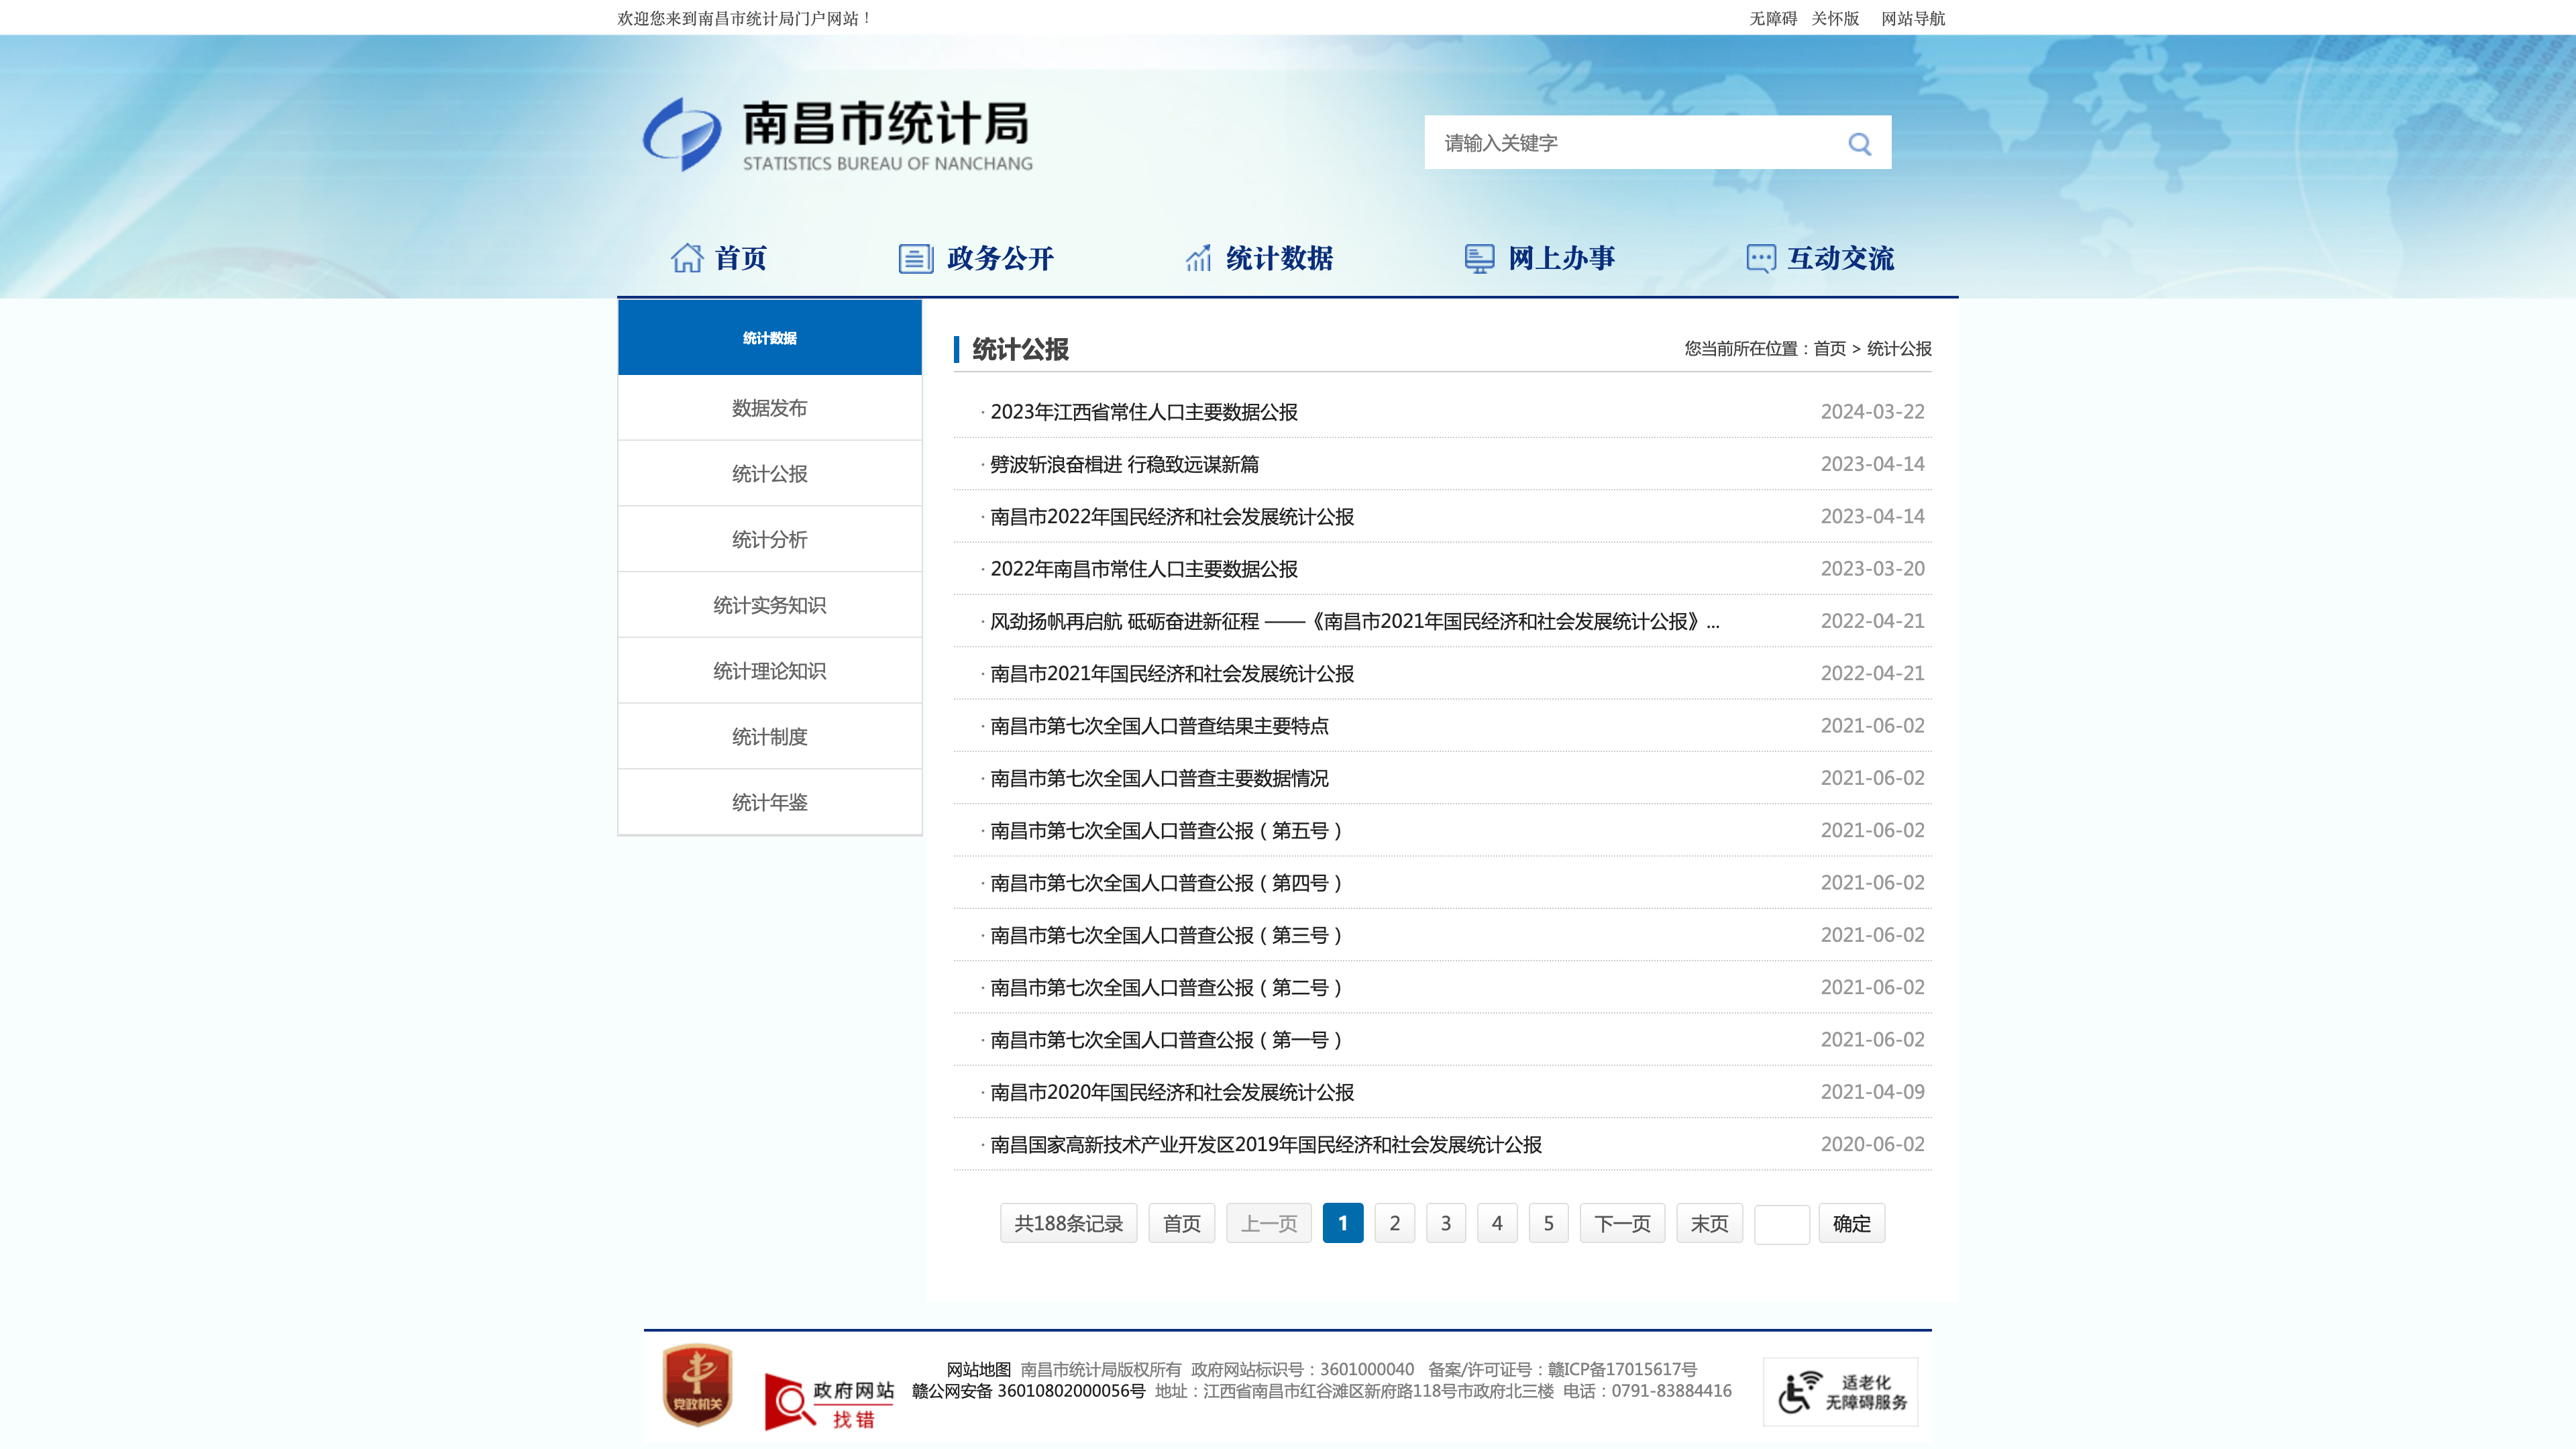 欢迎您来到南昌市统计局门户网站！
无障碍 关怀版 网站导航
南昌市统计局
STATISTICS BUREAU OF NANCHANG
请输入关键字
首页 政务公开 统计数据 网上办事 互动交流
统计数据
数据发布
统计公报
统计分析
统计实务知识
统计理论知识
统计制度
统计年鉴
统计公报
您当前所在位置：首页 > 统计公报
· 2023年江西省常住人口主要数据公报 2024-03-22
· 劈波斩浪奋楫进 行稳致远谋新篇 2023-04-14
· 南昌市2022年国民经济和社会发展统计公报 2023-04-14
· 2022年南昌市常住人口主要数据公报 2023-03-20
· 风劲扬帆再启航 砥砺奋进新征程 ——《南昌市2021年国民经济和社会发展统计公报》... 2022-04-21
· 南昌市2021年国民经济和社会发展统计公报 2022-04-21
· 南昌市第七次全国人口普查结果主要特点 2021-06-02
· 南昌市第七次全国人口普查主要数据情况 2021-06-02
· 南昌市第七次全国人口普查公报（第五号） 2021-06-02
· 南昌市第七次全国人口普查公报（第四号） 2021-06-02
· 南昌市第七次全国人口普查公报（第三号） 2021-06-02
· 南昌市第七次全国人口普查公报（第二号） 2021-06-02
· 南昌市第七次全国人口普查公报（第一号） 2021-06-02
· 南昌市2020年国民经济和社会发展统计公报 2021-04-09
· 南昌国家高新技术产业开发区2019年国民经济和社会发展统计公报 2020-06-02
共188条记录 首页 上一页 1 2 3 4 5 下一页 末页 确定
党政机关
政府网站
找错
网站地图 南昌市统计局版权所有 政府网站标识号：3601000040 备案/许可证号：赣ICP备17015617号
赣公网安备 36010802000056号 地址：江西省南昌市红谷滩区新府路118号市政府北三楼 电话：0791-83884416
适老化
无障碍服务